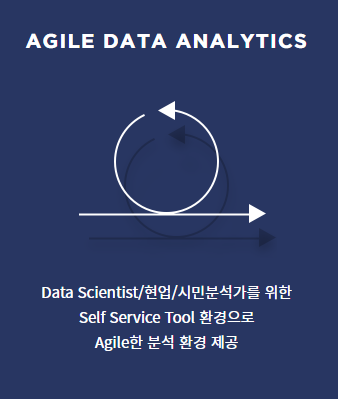 AGILE DATA ANALYTICS
Data Scientist/현업/시민분석가를 위한
Self Service Tool 환경으로
Agile한 분석 환경 제공